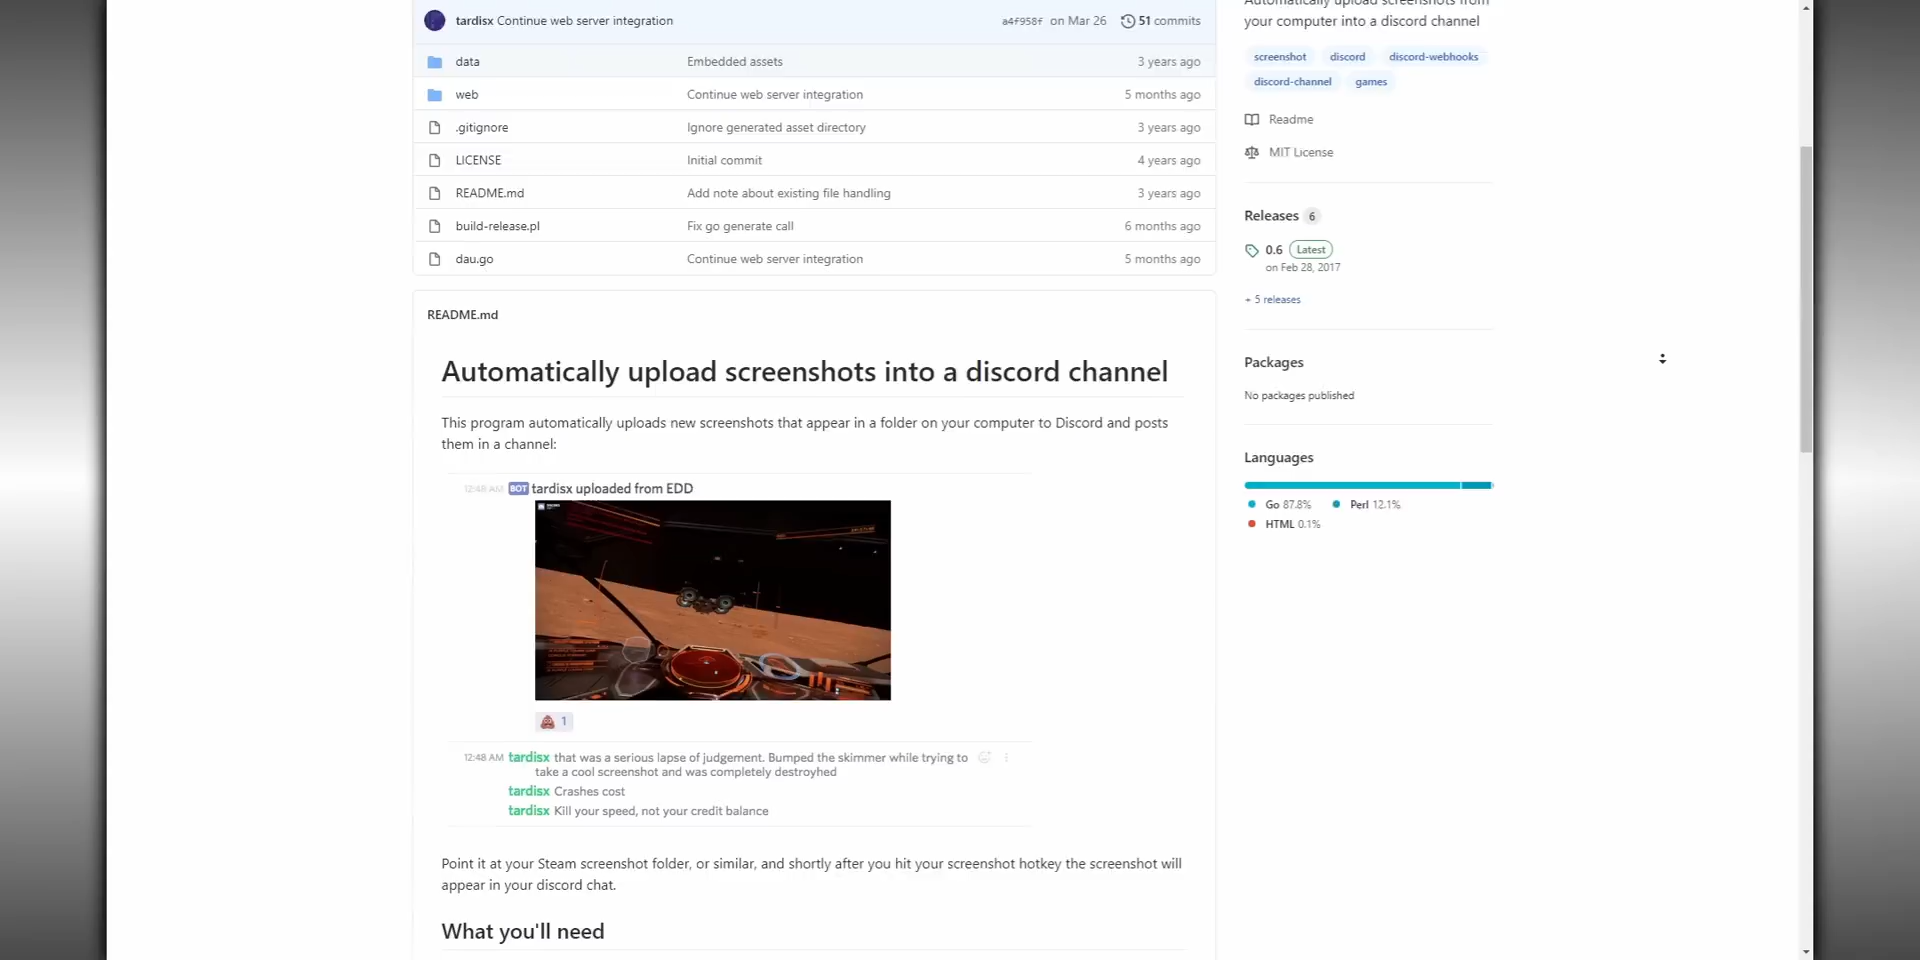 tardisx Continue web server integration a4f958f on Mar 26 51 commits
data Embedded assets 3 years ago
web Continue web server integration 5 months ago
.gitignore Ignore generated asset directory 3 years ago
LICENSE Initial commit 4 years ago
README.md Add note about existing file handling 3 years ago
build-release.pl Fix go generate call 6 months ago
dau.go Continue web server integration 5 months ago
README.md
Automatically upload screenshots into a discord channel
This program automatically uploads new screenshots that appear in a folder on your computer to Discord and posts
them in a channel:
12:48 AM BOT tardisx uploaded from EDD
1
12:48 AM tardisx that was a serious lapse of judgement. Bumped the skimmer while trying to
take a cool screenshot and was completely destroyhed
tardisx Crashes cost
tardisx Kill your speed, not your credit balance
Point it at your Steam screenshot folder, or similar, and shortly after you hit your screenshot hotkey the screenshot will
appear in your discord chat.
What you'll need
Automatically upload screenshots from
your computer into a discord channel
screenshot discord discord-webhooks
discord-channel games
Readme
MIT License
Releases 6
0.6 Latest
on Feb 28, 2017
+ 5 releases
Packages
No packages published
Languages
Go 87.8% Perl 12.1%
HTML 0.1%